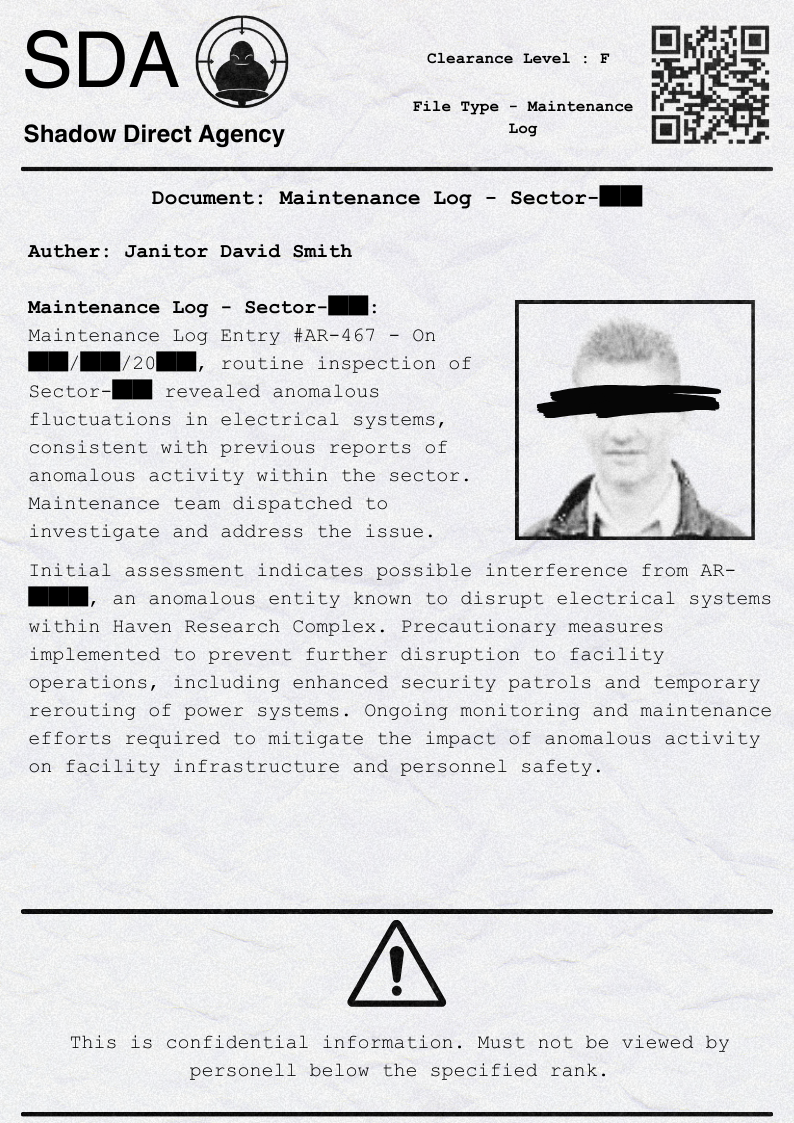 SDA
Shadow Direct Agency
Clearance Level : F
File Type - Maintenance
Log
Document: Maintenance Log - Sector-
Auther: Janitor David Smith
Maintenance Log - Sector-:
Maintenance Log Entry #AR-467 - On
//20, routine inspection of
Sector- revealed anomalous
fluctuations in electrical systems,
consistent with previous reports of
anomalous activity within the sector.
Maintenance team dispatched to
investigate and address the issue.
Initial assessment indicates possible interference from AR-
, an anomalous entity known to disrupt electrical systems
within Haven Research Complex. Precautionary measures
implemented to prevent further disruption to facility
operations, including enhanced security patrols and temporary
rerouting of power systems. Ongoing monitoring and maintenance
efforts required to mitigate the impact of anomalous activity
on facility infrastructure and personnel safety.
This is confidential information. Must not be viewed by
personell below the specified rank.